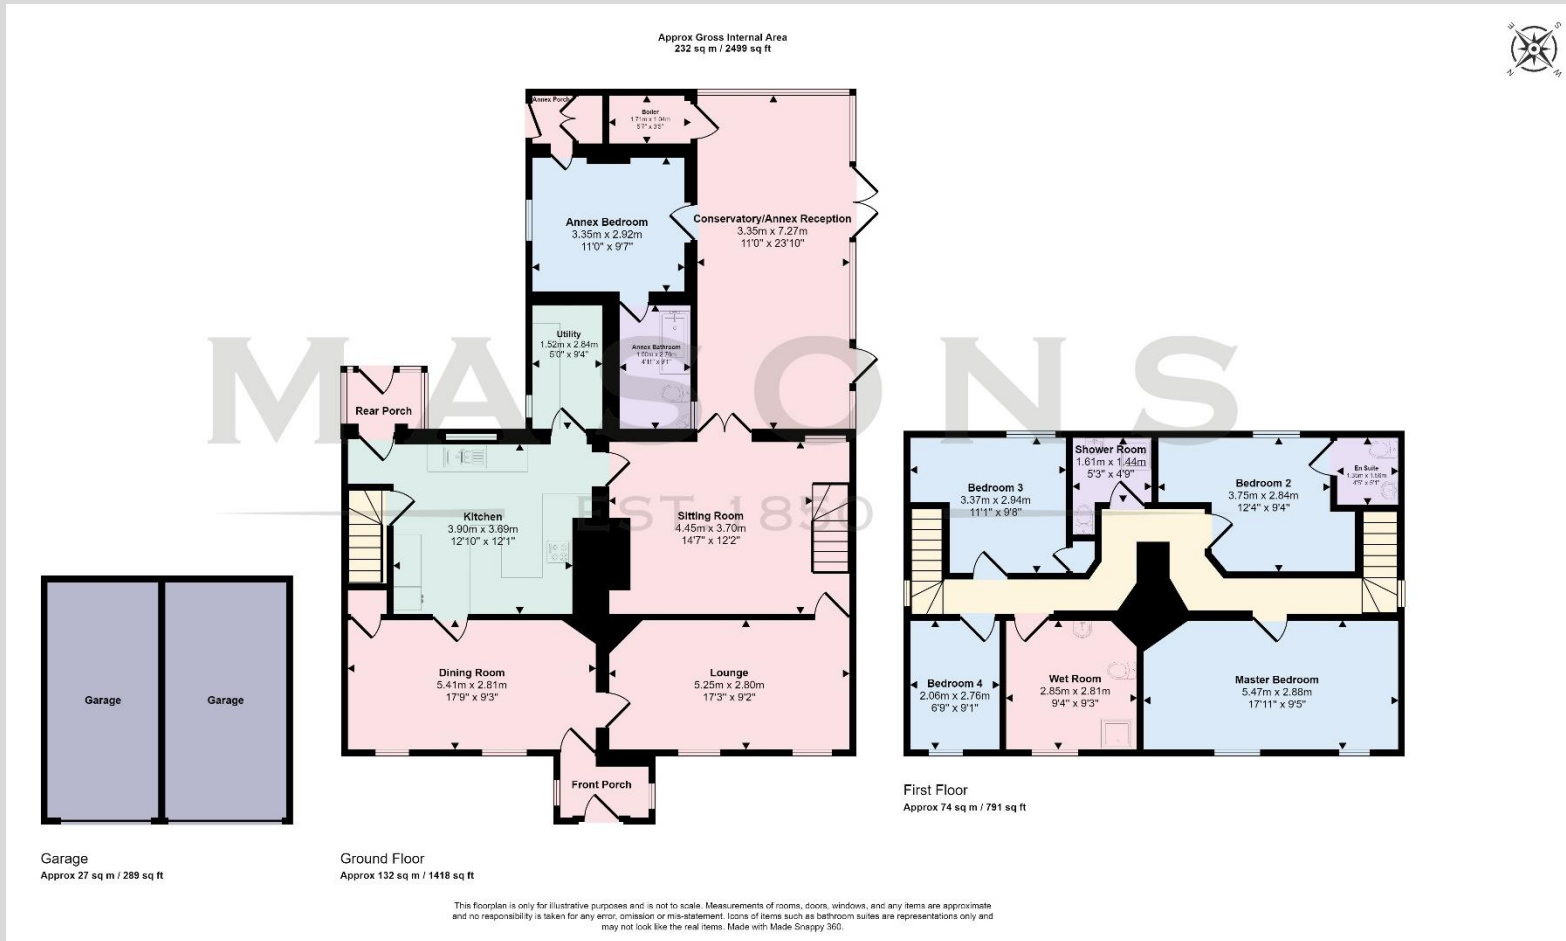 Approx Gross Internal Area
232 sq m / 2499 sq ft
E
S
N
W
Annex Porch
Boiler
5'7" x 3'5"
Annex Bedroom
3.35m x 2.92m
11'0" x 9'7"
Conservatory/Annex Reception
3.35m x 7.27m
11'0" x 23'10"
Utility
1.52m x 2.84m
5'0" x 9'4"
Annex Bathroom
4'11" x 9'1"
MASONS
EST 1850
Rear Porch
Kitchen
3.90m x 3.69m
12'10" x 12'1"
Sitting Room
4.45m x 3.70m
14'7" x 12'2"
Dining Room
5.41m x 2.81m
17'9" x 9'3"
Lounge
5.25m x 2.80m
17'3" x 9'2"
Front Porch
Garage
Garage
Bedroom 3
3.37m x 2.94m
11'1" x 9'8"
Shower Room
1.61m x 1.44m
5'3" x 4'9"
Bedroom 2
3.75m x 2.84m
12'4" x 9'4"
En Suite
Bedroom 4
2.06m x 2.76m
6'9" x 9'1"
Wet Room
2.85m x 2.81m
9'4" x 9'3"
Master Bedroom
5.47m x 2.88m
17'11" x 9'5"
First Floor
Approx 74 sq m / 791 sq ft
Garage
Approx 27 sq m / 289 sq ft
Ground Floor
Approx 132 sq m / 1418 sq ft
This floorplan is only for illustrative purposes and is not to scale. Measurements of rooms, doors, windows, and any items are approximate
and no responsibility is taken for any error, omission or mis-statement. Icons of items such as bathroom suites are representations only and
may not look like the real items. Made with Made Snappy 360.